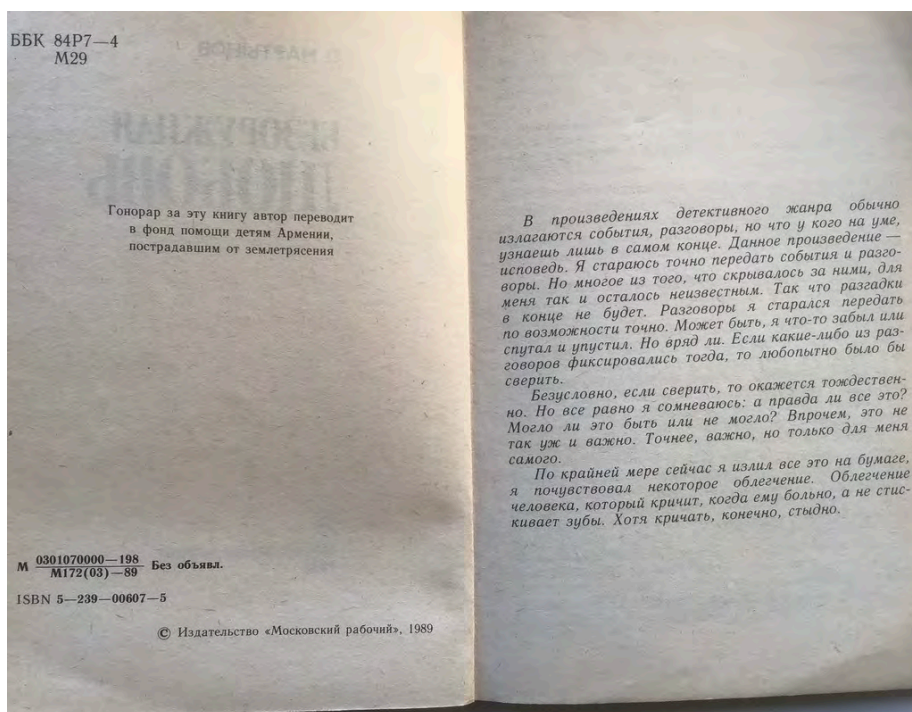 ББК 84Р7—4
М29
Гонорар за эту книгу автор переводит
в фонд помощи детям Армении,
пострадавшим от землетрясения
М 0301070000—198 Без объявл.
М172(03)—89
ISBN 5—239—00607—5
© Издательство «Московский рабочий», 1989
В произведениях детективного жанра обычно
излагаются события, разговоры, но что у кого на уме,
узнаешь лишь в самом конце. Данное произведение —
исповедь. Я стараюсь точно передать события и разго-
воры. Но многое из того, что скрывалось за ними, для
меня так и осталось неизвестным. Так что разгадки
в конце не будет. Разговоры я старался передать
по возможности точно. Может быть, я что-то забыл или
спутал и упустил. Но вряд ли. Если какие-либо из раз-
говоров фиксировались тогда, то любопытно было бы
сверить.
Безусловно, если сверить, то окажется тождествен-
но. Но все равно я сомневаюсь: а правда ли все это?
Могло ли это быть или не могло? Впрочем, это не
так уж и важно. Точнее, важно, но только для меня
самого.
По крайней мере сейчас я излил все это на бумаге,
я почувствовал некоторое облегчение. Облегчение
человека, который кричит, когда ему больно, а не стис-
кивает зубы. Хотя кричать, конечно, стыдно.